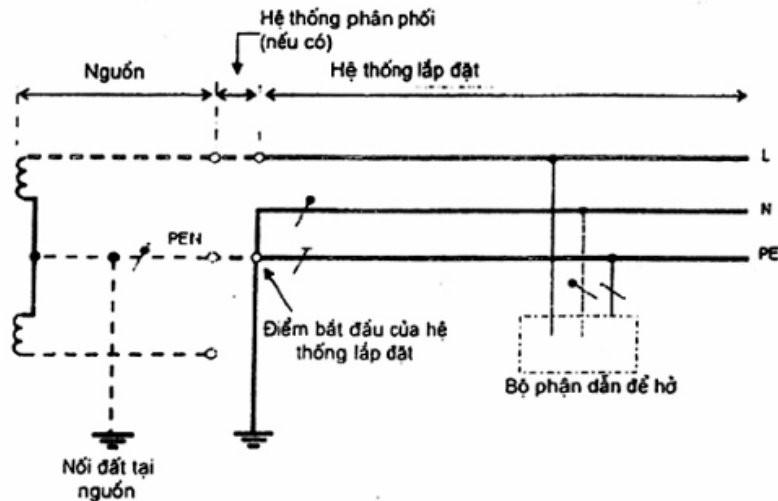 Hệ thống phân phối
(nếu có)
Nguồn
Hệ thống lắp đặt
L
N
PEN
PE
Điểm bắt đầu của hệ
thống lắp đặt
Bộ phận dẫn để hở
Nối đất tại
nguồn